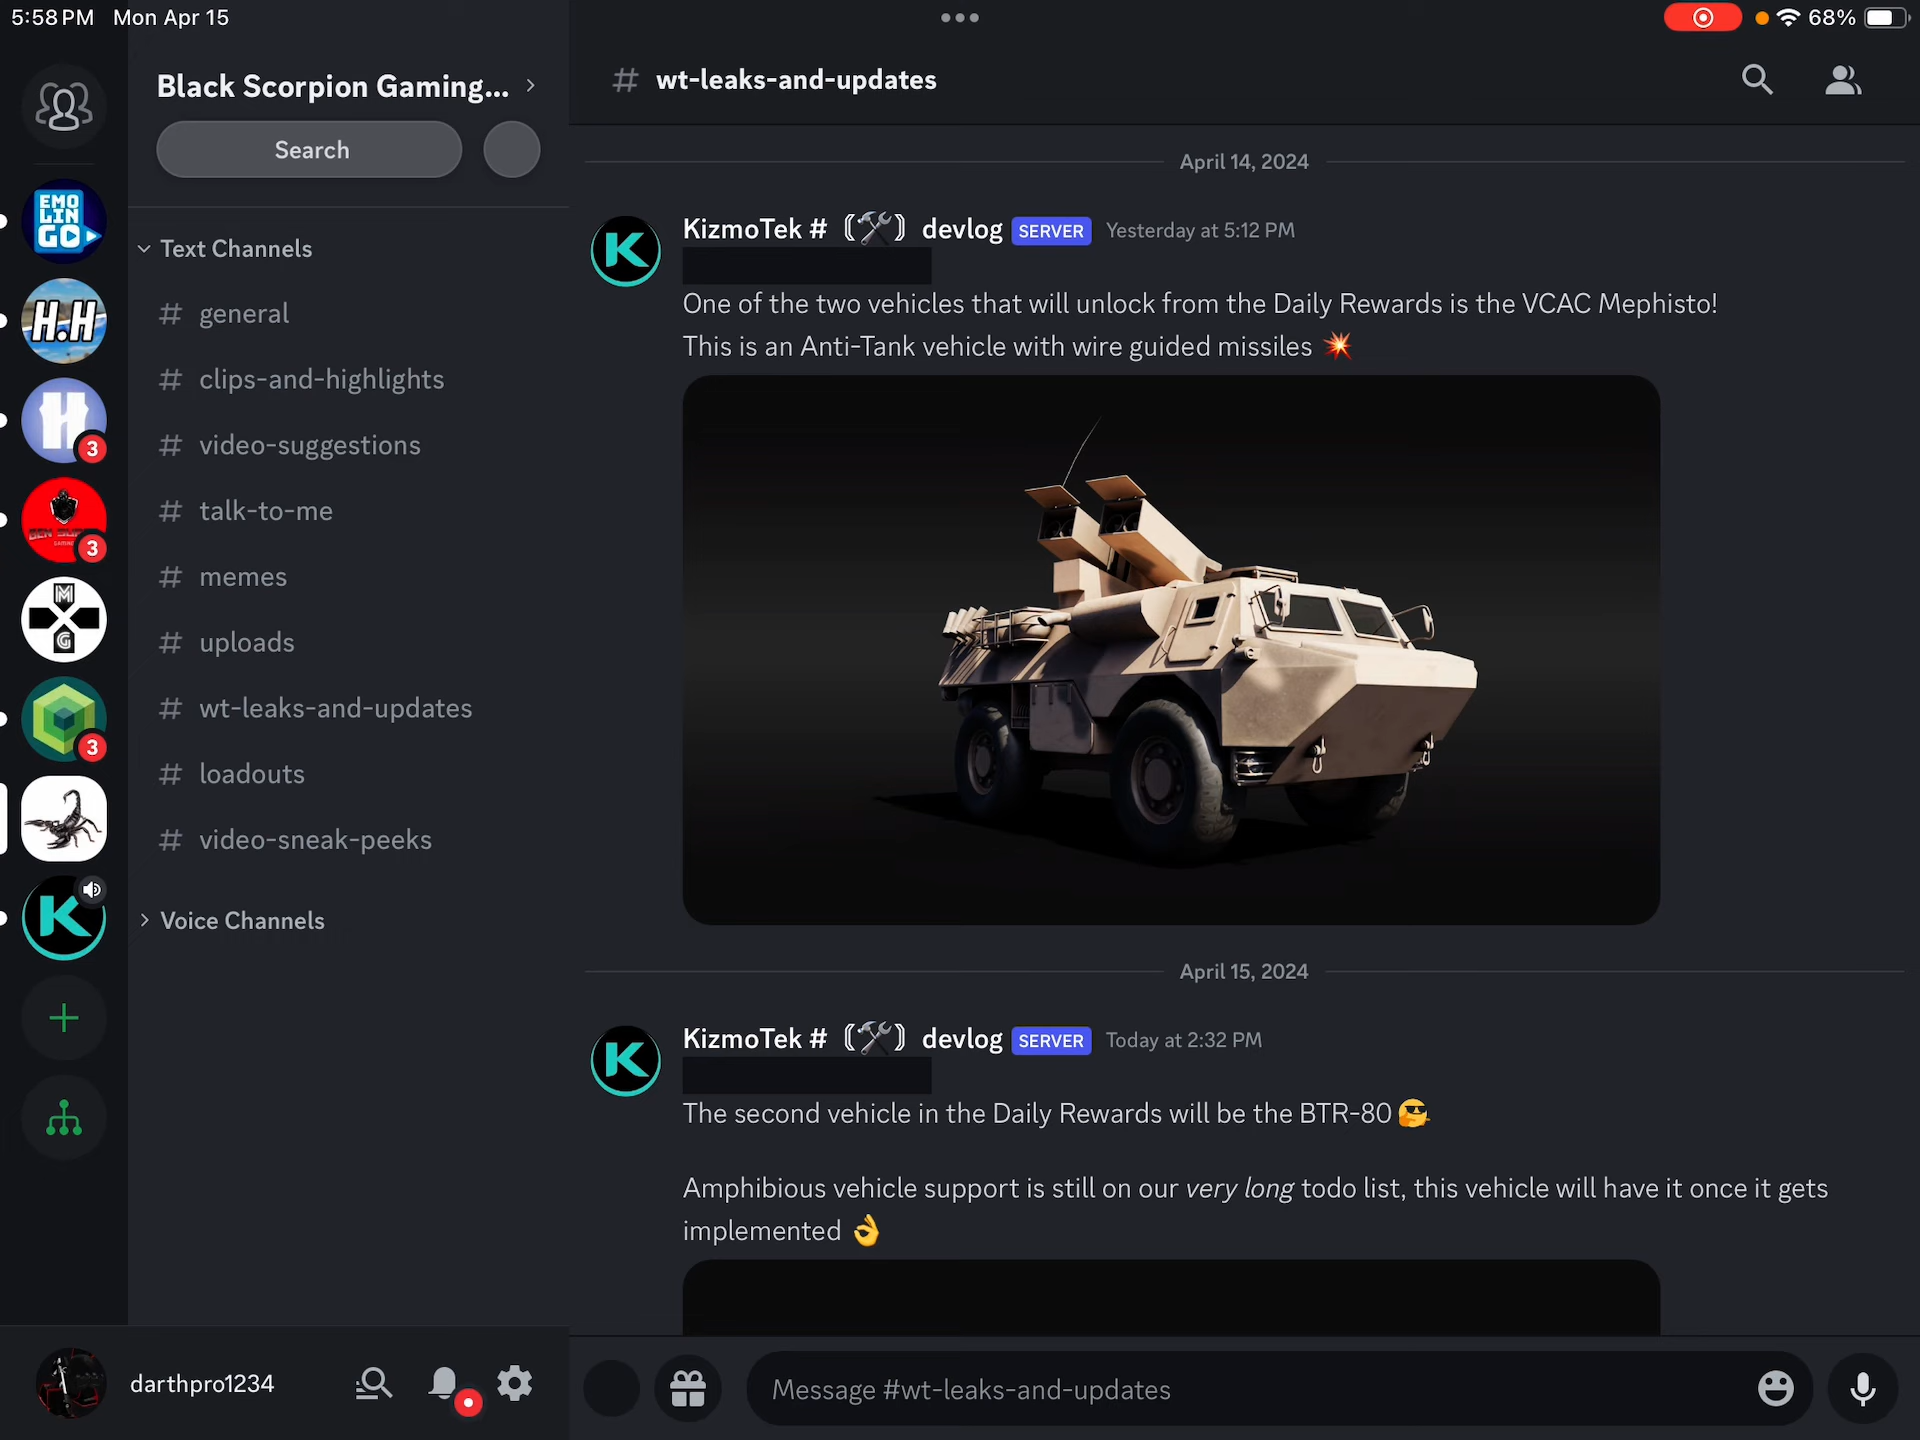 5:58 PM Mon Apr 15
68%
Black Scorpion Gaming...
Search
Text Channels
# general
# clips-and-highlights
# video-suggestions
# talk-to-me
# memes
# uploads
# wt-leaks-and-updates
# loadouts
# video-sneak-peeks
Voice Channels
EMO
LIN
GO
H.H
H
3
3
M
G
3
K
darthpro1234
# wt-leaks-and-updates
April 14, 2024
K
KizmoTek # devlog SERVER Yesterday at 5:12 PM
One of the two vehicles that will unlock from the Daily Rewards is the VCAC Mephisto!
This is an Anti-Tank vehicle with wire guided missiles 💥
April 15, 2024
K
KizmoTek # devlog SERVER Today at 2:32 PM
The second vehicle in the Daily Rewards will be the BTR-80
Amphibious vehicle support is still on our very long todo list, this vehicle will have it once it gets
implemented 👌
Message #wt-leaks-and-updates